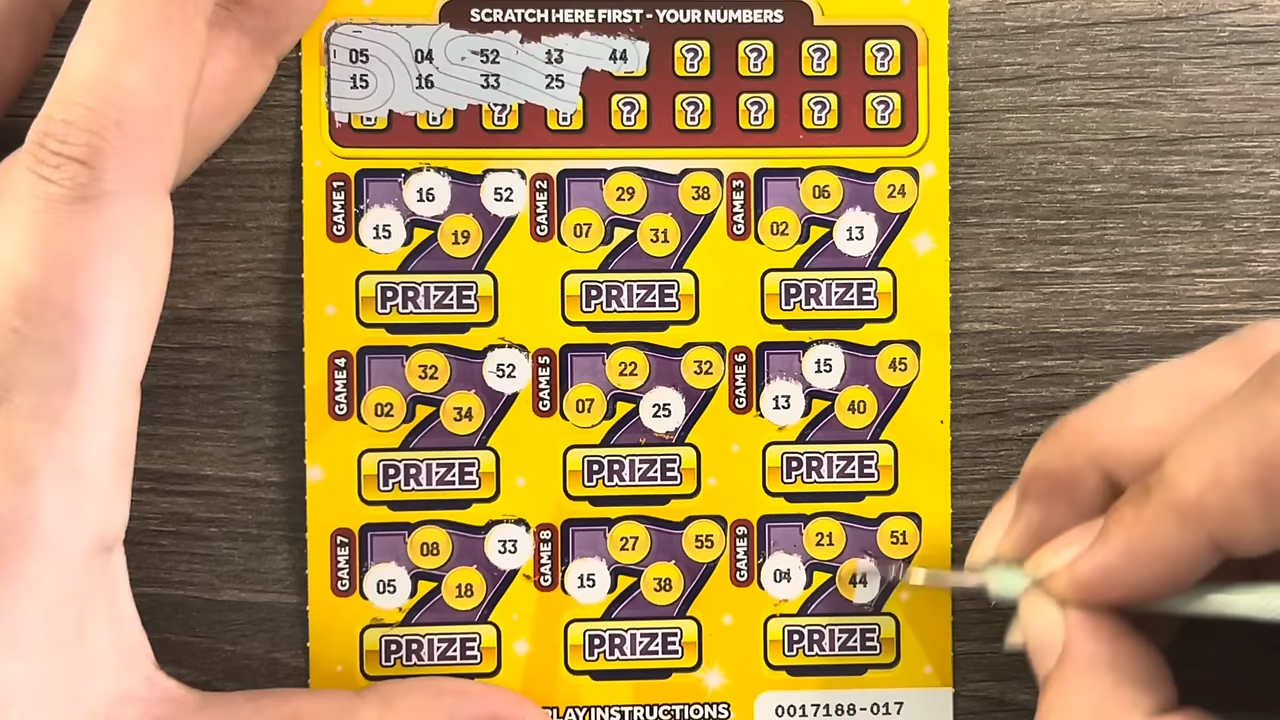 SCRATCH HERE FIRST - YOUR NUMBERS
05 04 52 13 44 ? ? ? ?
15 16 33 25
? ? ? ? ? ? ? ? ?
GAME 1 16 52 15 19 PRIZE
GAME 2 29 38 07 31 PRIZE
GAME 3 06 24 02 13 PRIZE
GAME 4 32 52 02 34 PRIZE
GAME 5 22 32 07 25 PRIZE
GAME 6 15 45 13 40 PRIZE
GAME 7 08 33 05 18 PRIZE
GAME 8 27 55 15 38 PRIZE
GAME 9 21 51 04 44 PRIZE
PLAY INSTRUCTIONS
0017188-017